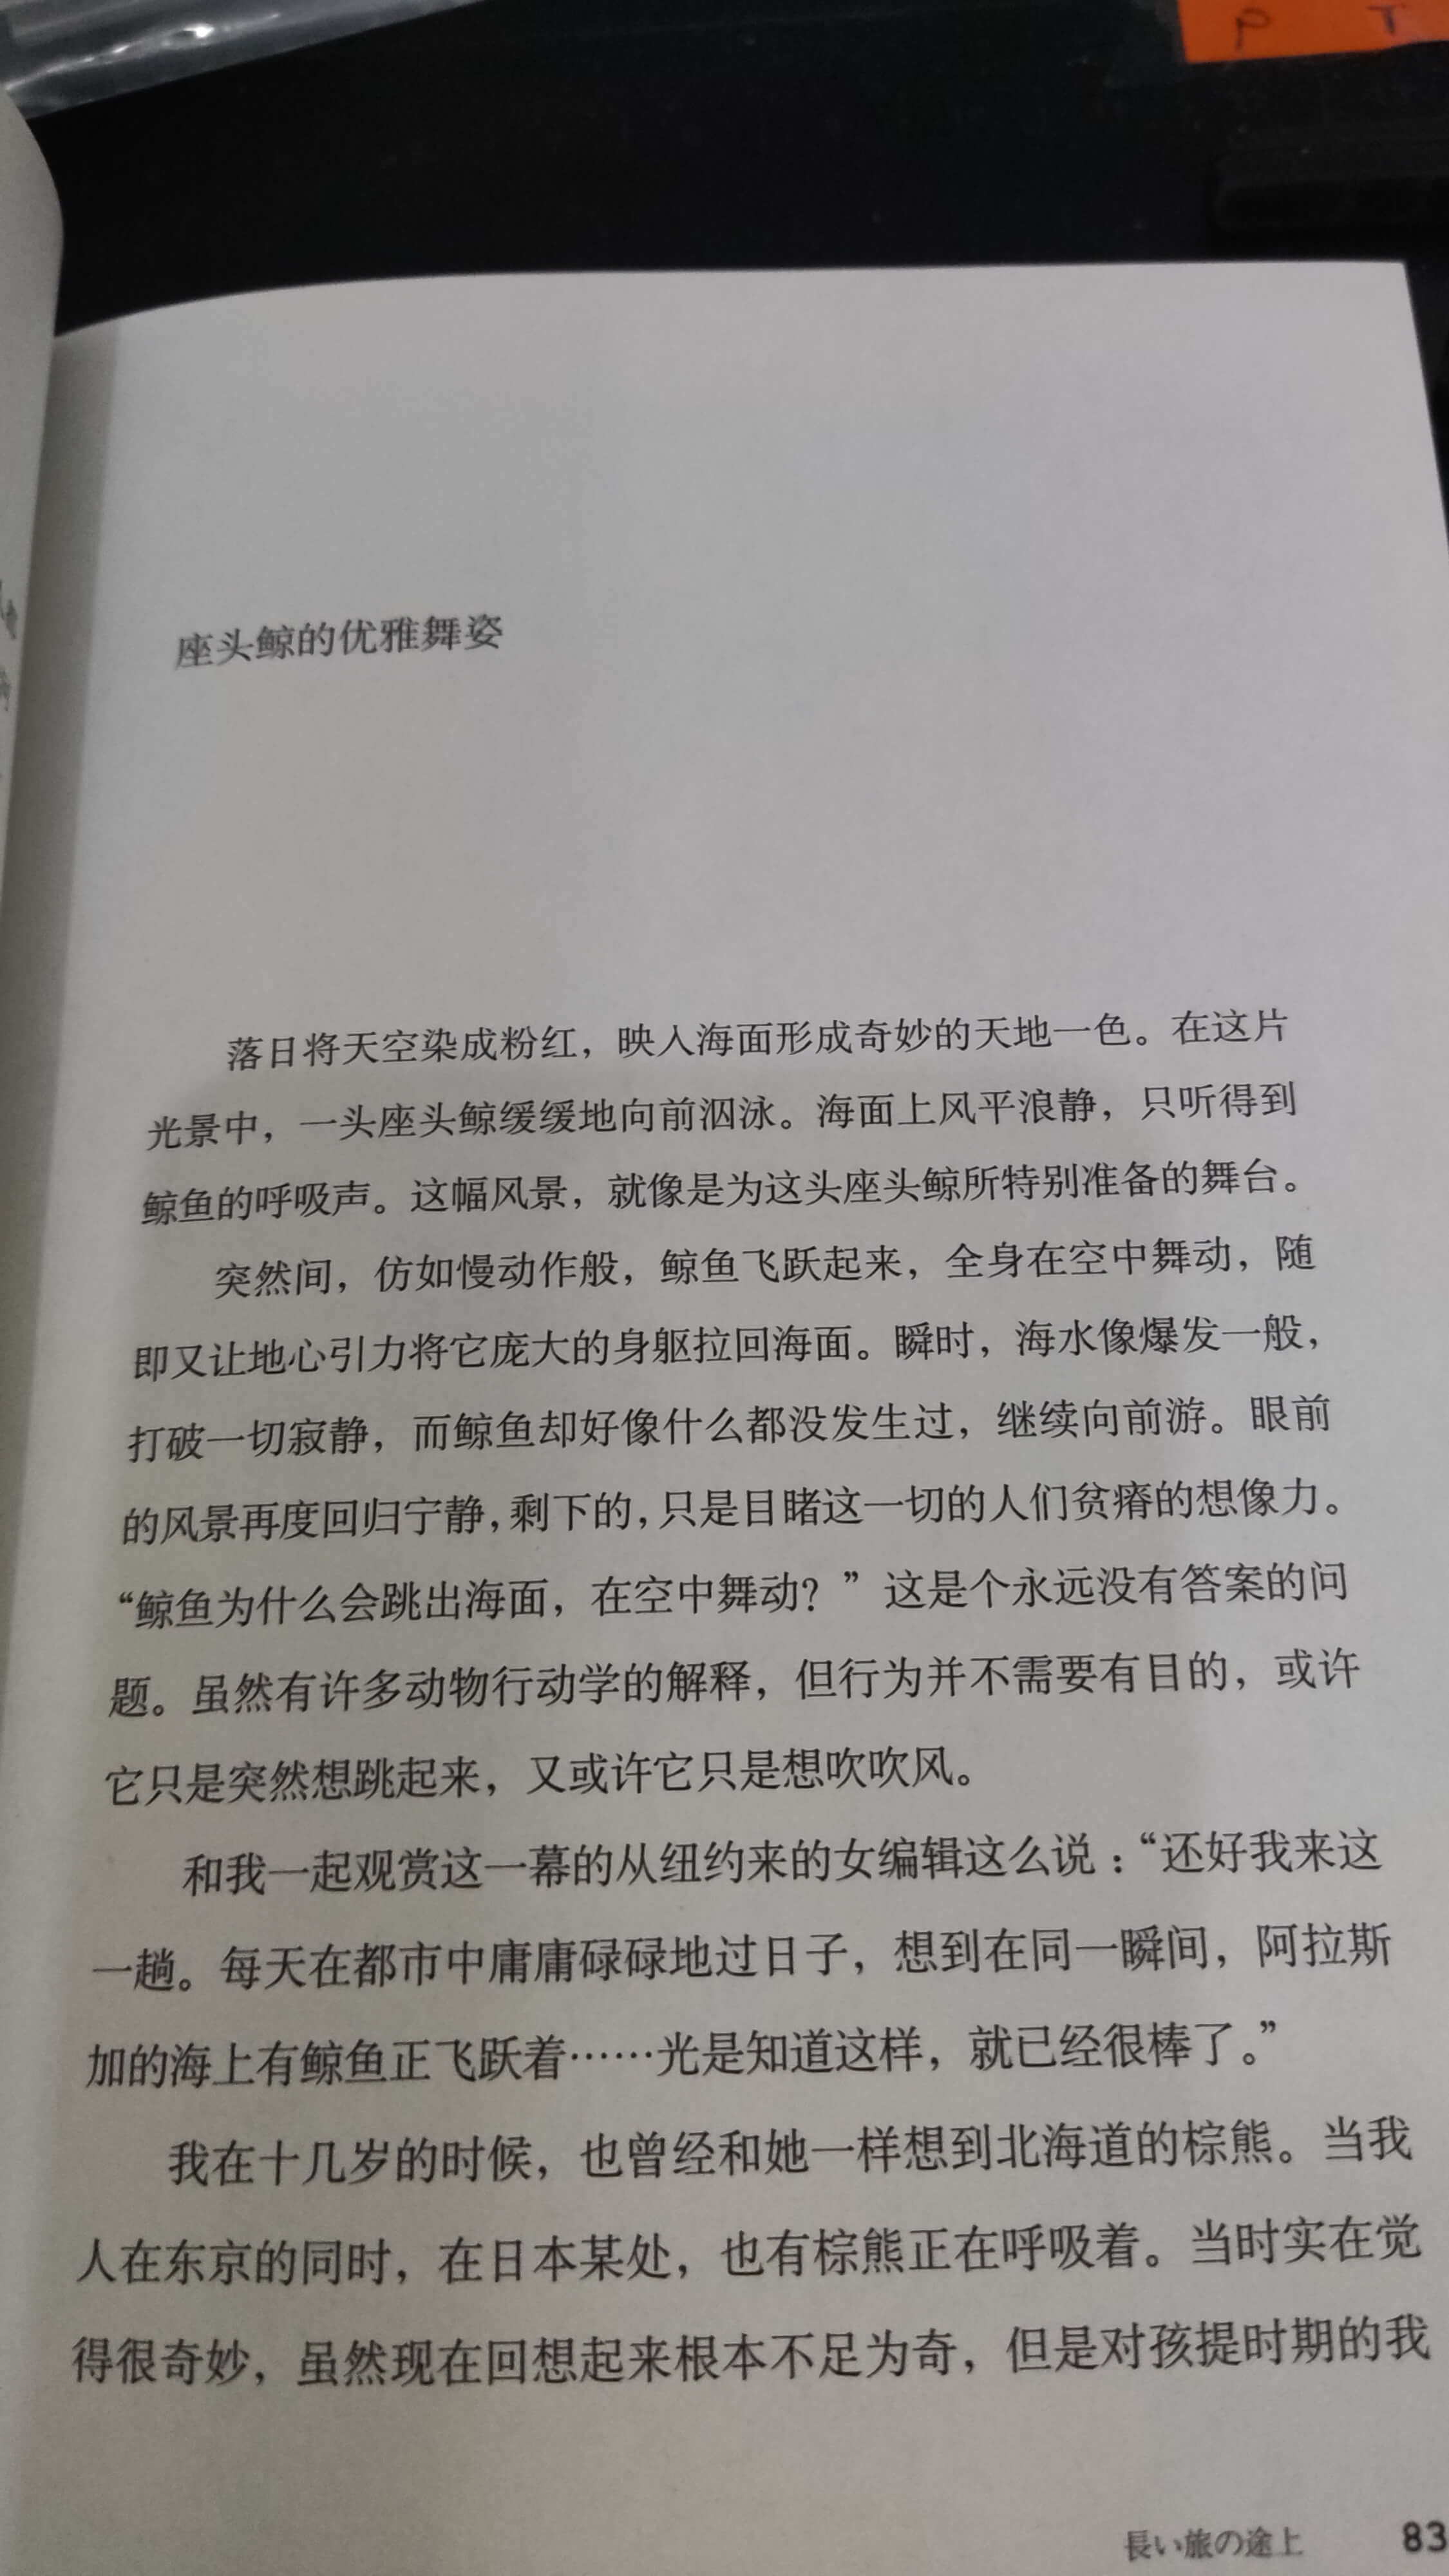 座头鲸的优雅舞姿
落日将天空染成粉红，映入海面形成奇妙的天地一色。在这片
光景中，一头座头鲸缓缓地向前泅泳。海面上风平浪静，只听得到
鲸鱼的呼吸声。这幅风景，就像是为这头座头鲸所特别准备的舞台。
突然间，仿如慢动作般，鲸鱼飞跃起来，全身在空中舞动，随
即又让地心引力将它庞大的身躯拉回海面。瞬时，海水像爆发一般，
打破一切寂静，而鲸鱼却好像什么都没发生过，继续向前游。眼前
的风景再度回归宁静，剩下的，只是目睹这一切的人们贫瘠的想像力。
“鲸鱼为什么会跳出海面，在空中舞动？”这是个永远没有答案的问
题。虽然有许多动物行动学的解释，但行为并不需要有目的，或许
它只是突然想跳起来，又或许它只是想吹吹风。
和我一起观赏这一幕的从纽约来的女编辑这么说：“还好我来这
一趟。每天在都市中庸庸碌碌地过日子，想到在同一瞬间，阿拉斯
加的海上有鲸鱼正飞跃着……光是知道这样，就已经很棒了。”
我在十几岁的时候，也曾经和她一样想到北海道的棕熊。当我
人在东京的同时，在日本某处，也有棕熊正在呼吸着。当时实在觉
得很奇妙，虽然现在回想起来根本不足为奇，但是对孩提时期的我
長い旅の途上 83